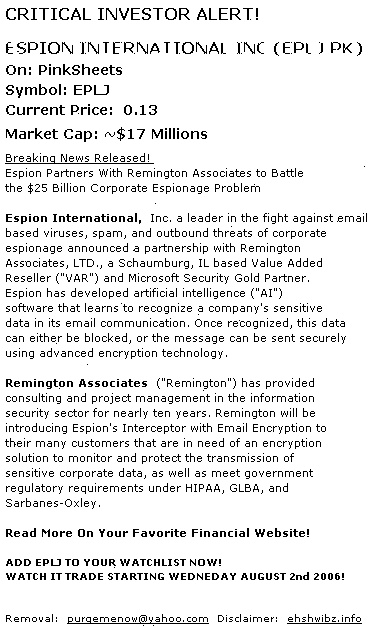 CRITICAL INVESTOR ALERT!
ESPION INTERNATIONAL INC (EPLJ PK)
On: PinkSheets
Symbol: EPLJ
Current Price: 0.13
Market Cap: ~$17 Millions
Breaking News Released!
Espion Partners With Remington Associates to Battle
the $25 Billion Corporate Espionage Problem
Espion International, Inc. a leader in the fight against email
based viruses, spam, and outbound threats of corporate
espionage announced a partnership with Remington
Associates, LTD., a Schaumburg, IL based Value Added
Reseller ("VAR") and Microsoft Security Gold Partner.
Espion has developed artificial intelligence ("AI")
software that learns to recognize a company's sensitive
data in its email communication. Once recognized, this data
can either be blocked, or the message can be sent securely
using advanced encryption technology.
Remington Associates ("Remington") has provided
consulting and project management in the information
security sector for nearly ten years. Remington will be
introducing Espion's Interceptor with Email Encryption to
their many customers that are in need of an encryption
solution to monitor and protect the transmission of
sensitive corporate data, as well as meet government
regulatory requirements under HIPAA, GLBA, and
Sarbanes-Oxley.
Read More On Your Favorite Financial Website!
ADD EPLJ TO YOUR WATCHLIST NOW!
WATCH IT TRADE STARTING WEDNEDAY AUGUST 2nd 2006!
Removal: purgemenow@yahoo.com Disclaimer: ehshwibz.info